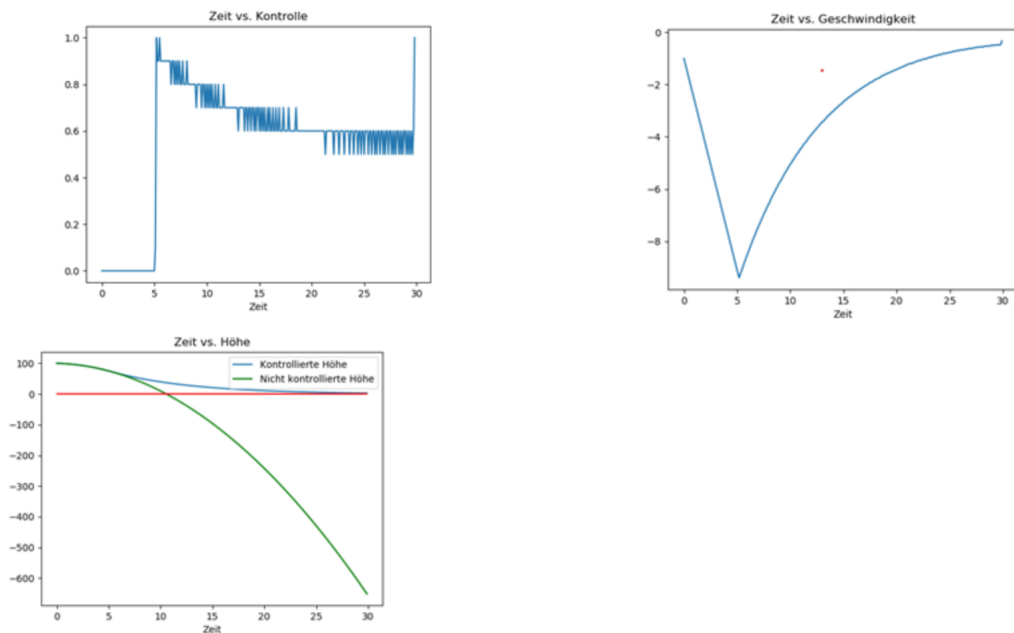 Zeit vs. Kontrolle
1.0
0.8
0.6
0.4
0.2
0.0
0 5 10 15 20 25 30
Zeit
Zeit vs. Geschwindigkeit
0
−2
−4
−6
−8
0 5 10 15 20 25 30
Zeit
Zeit vs. Höhe
100
0
−100
−200
−300
−400
−500
−600
Kontrollierte Höhe
Nicht kontrollierte Höhe
0 5 10 15 20 25 30
Zeit